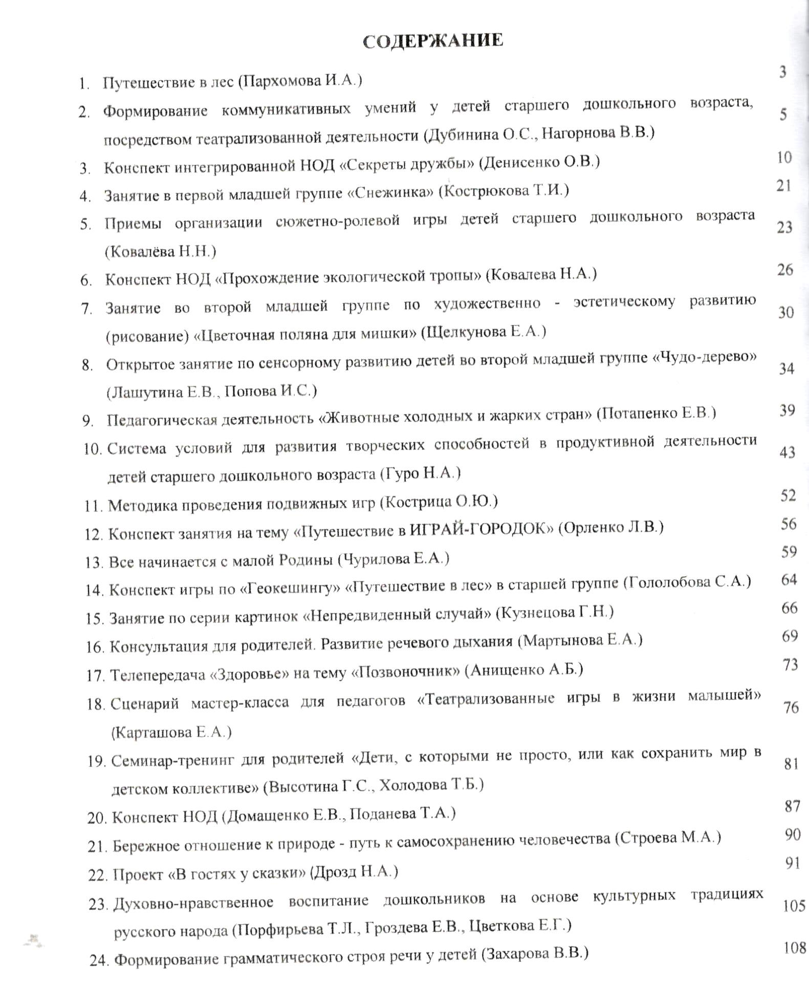 СОДЕРЖАНИЕ
1. Путешествие в лес (Пархомова И.А.) 3
2. Формирование коммуникативных умений у детей старшего дошкольного возраста, 5
посредством театрализованной деятельности (Дубинина О.С., Нагорнова В.В.)
3. Конспект интегрированной НОД «Секреты дружбы» (Денисенко О.В.) 10
4. Занятие в первой младшей группе «Снежинка» (Кострюкова Т.И.) 21
5. Приемы организации сюжетно-ролевой игры детей старшего дошкольного возраста 23
(Ковалёва Н.Н.)
6. Конспект НОД «Прохождение экологической тропы» (Ковалева Н.А.) 26
7. Занятие во второй младшей группе по художественно - эстетическому развитию 30
(рисование) «Цветочная поляна для мишки» (Щелкунова Е.А.)
8. Открытое занятие по сенсорному развитию детей во второй младшей группе «Чудо-дерево» 34
(Лашутина Е.В., Попова И.С.)
9. Педагогическая деятельность «Животные холодных и жарких стран» (Потапенко Е.В.) 39
10. Система условий для развития творческих способностей в продуктивной деятельности 43
детей старшего дошкольного возраста (Гуро Н.А.)
11. Методика проведения подвижных игр (Кострица О.Ю.) 52
12. Конспект занятия на тему «Путешествие в ИГРАЙ-ГОРОДОК» (Орленко Л.В.) 56
13. Все начинается с малой Родины (Чурилова Е.А.) 59
14. Конспект игры по «Геокешингу» «Путешествие в лес» в старшей группе (Гололобова С.А.) 64
15. Занятие по серии картинок «Непредвиденный случай» (Кузнецова Г.Н.) 66
16. Консультация для родителей. Развитие речевого дыхания (Мартынова Е.А.) 69
17. Телепередача «Здоровье» на тему «Позвоночник» (Анищенко А.Б.) 73
18. Сценарий мастер-класса для педагогов «Театрализованные игры в жизни малышей» 76
(Карташова Е.А.)
19. Семинар-тренинг для родителей «Дети, с которыми не просто, или как сохранить мир в 81
детском коллективе» (Высотина Г.С., Холодова Т.Б.)
20. Конспект НОД (Домащенко Е.В., Поданева Т.А.) 87
21. Бережное отношение к природе - путь к самосохранению человечества (Строева М.А.) 90
22. Проект «В гостях у сказки» (Дрозд Н.А.) 91
23. Духовно-нравственное воспитание дошкольников на основе культурных традициях 105
русского народа (Порфирьева Т.Л., Гроздева Е.В., Цветкова Е.Г.)
24. Формирование грамматического строя речи у детей (Захарова В.В.) 108